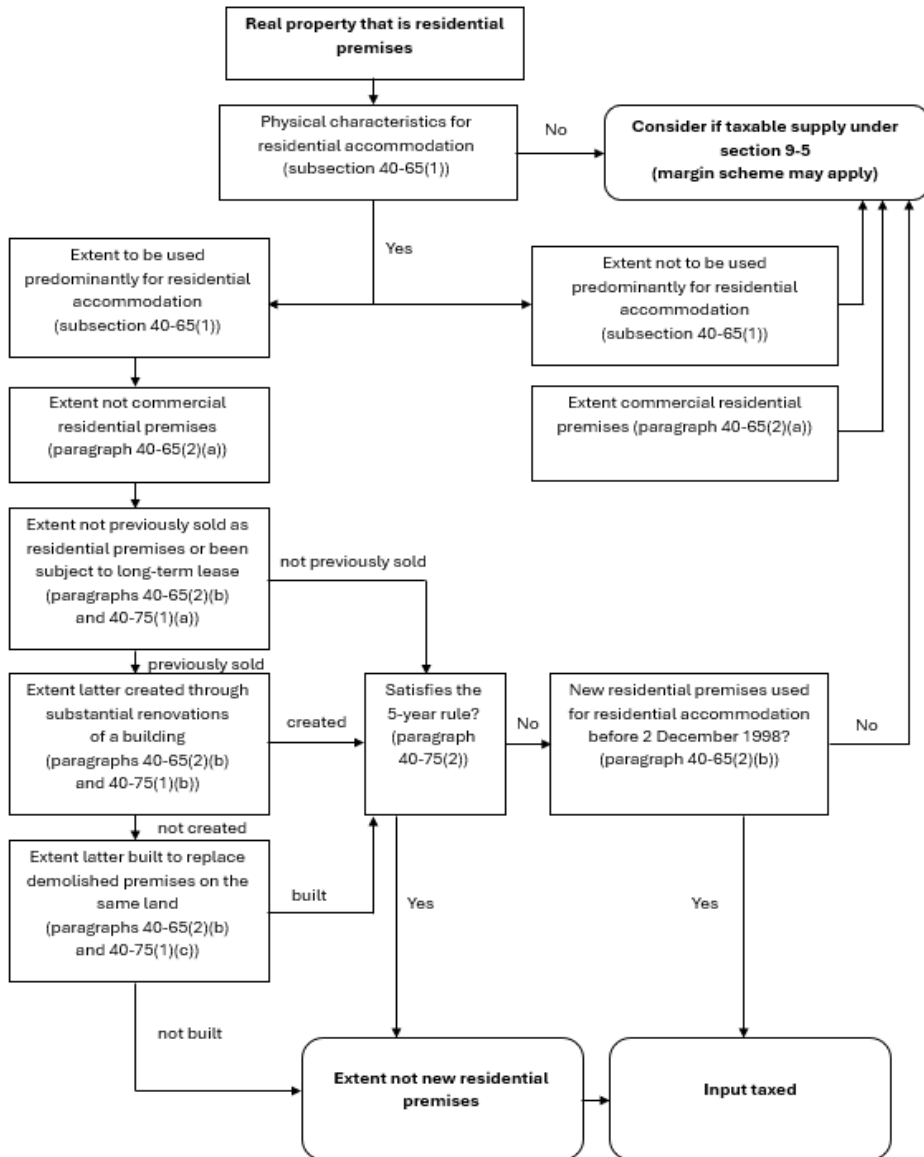 Real property that is residential
premises
Physical characteristics for
residential accommodation
(subsection 40-65(1))
No
Consider if taxable supply under
section 9-5
(margin scheme may apply)
Yes
Extent to be used
predominantly for residential
accommodation
(subsection 40-65(1))
Extent not to be used
predominantly for residential
accommodation
(subsection 40-65(1))
Extent not commercial
residential premises
(paragraph 40-65(2)(a))
Extent commercial residential
premises (paragraph 40-65(2)(a))
Extent not previously sold as
residential premises or been
subject to long-term lease
(paragraphs 40-65(2)(b)
and 40-75(1)(a))
not previously sold
previously sold
Extent latter created through
substantial renovations
of a building
(paragraphs 40-65(2)(b)
and 40-75(1)(b))
created
Satisfies the
5-year rule?
(paragraph
40-75(2))
No
New residential premises used
for residential accommodation
before 2 December 1998?
(paragraph 40-65(2)(b))
No
not created
Extent latter built to replace
demolished premises on the
same land
(paragraphs 40-65(2)(b)
and 40-75(1)(c))
built
Yes
Yes
not built
Extent not new residential
premises
Input taxed